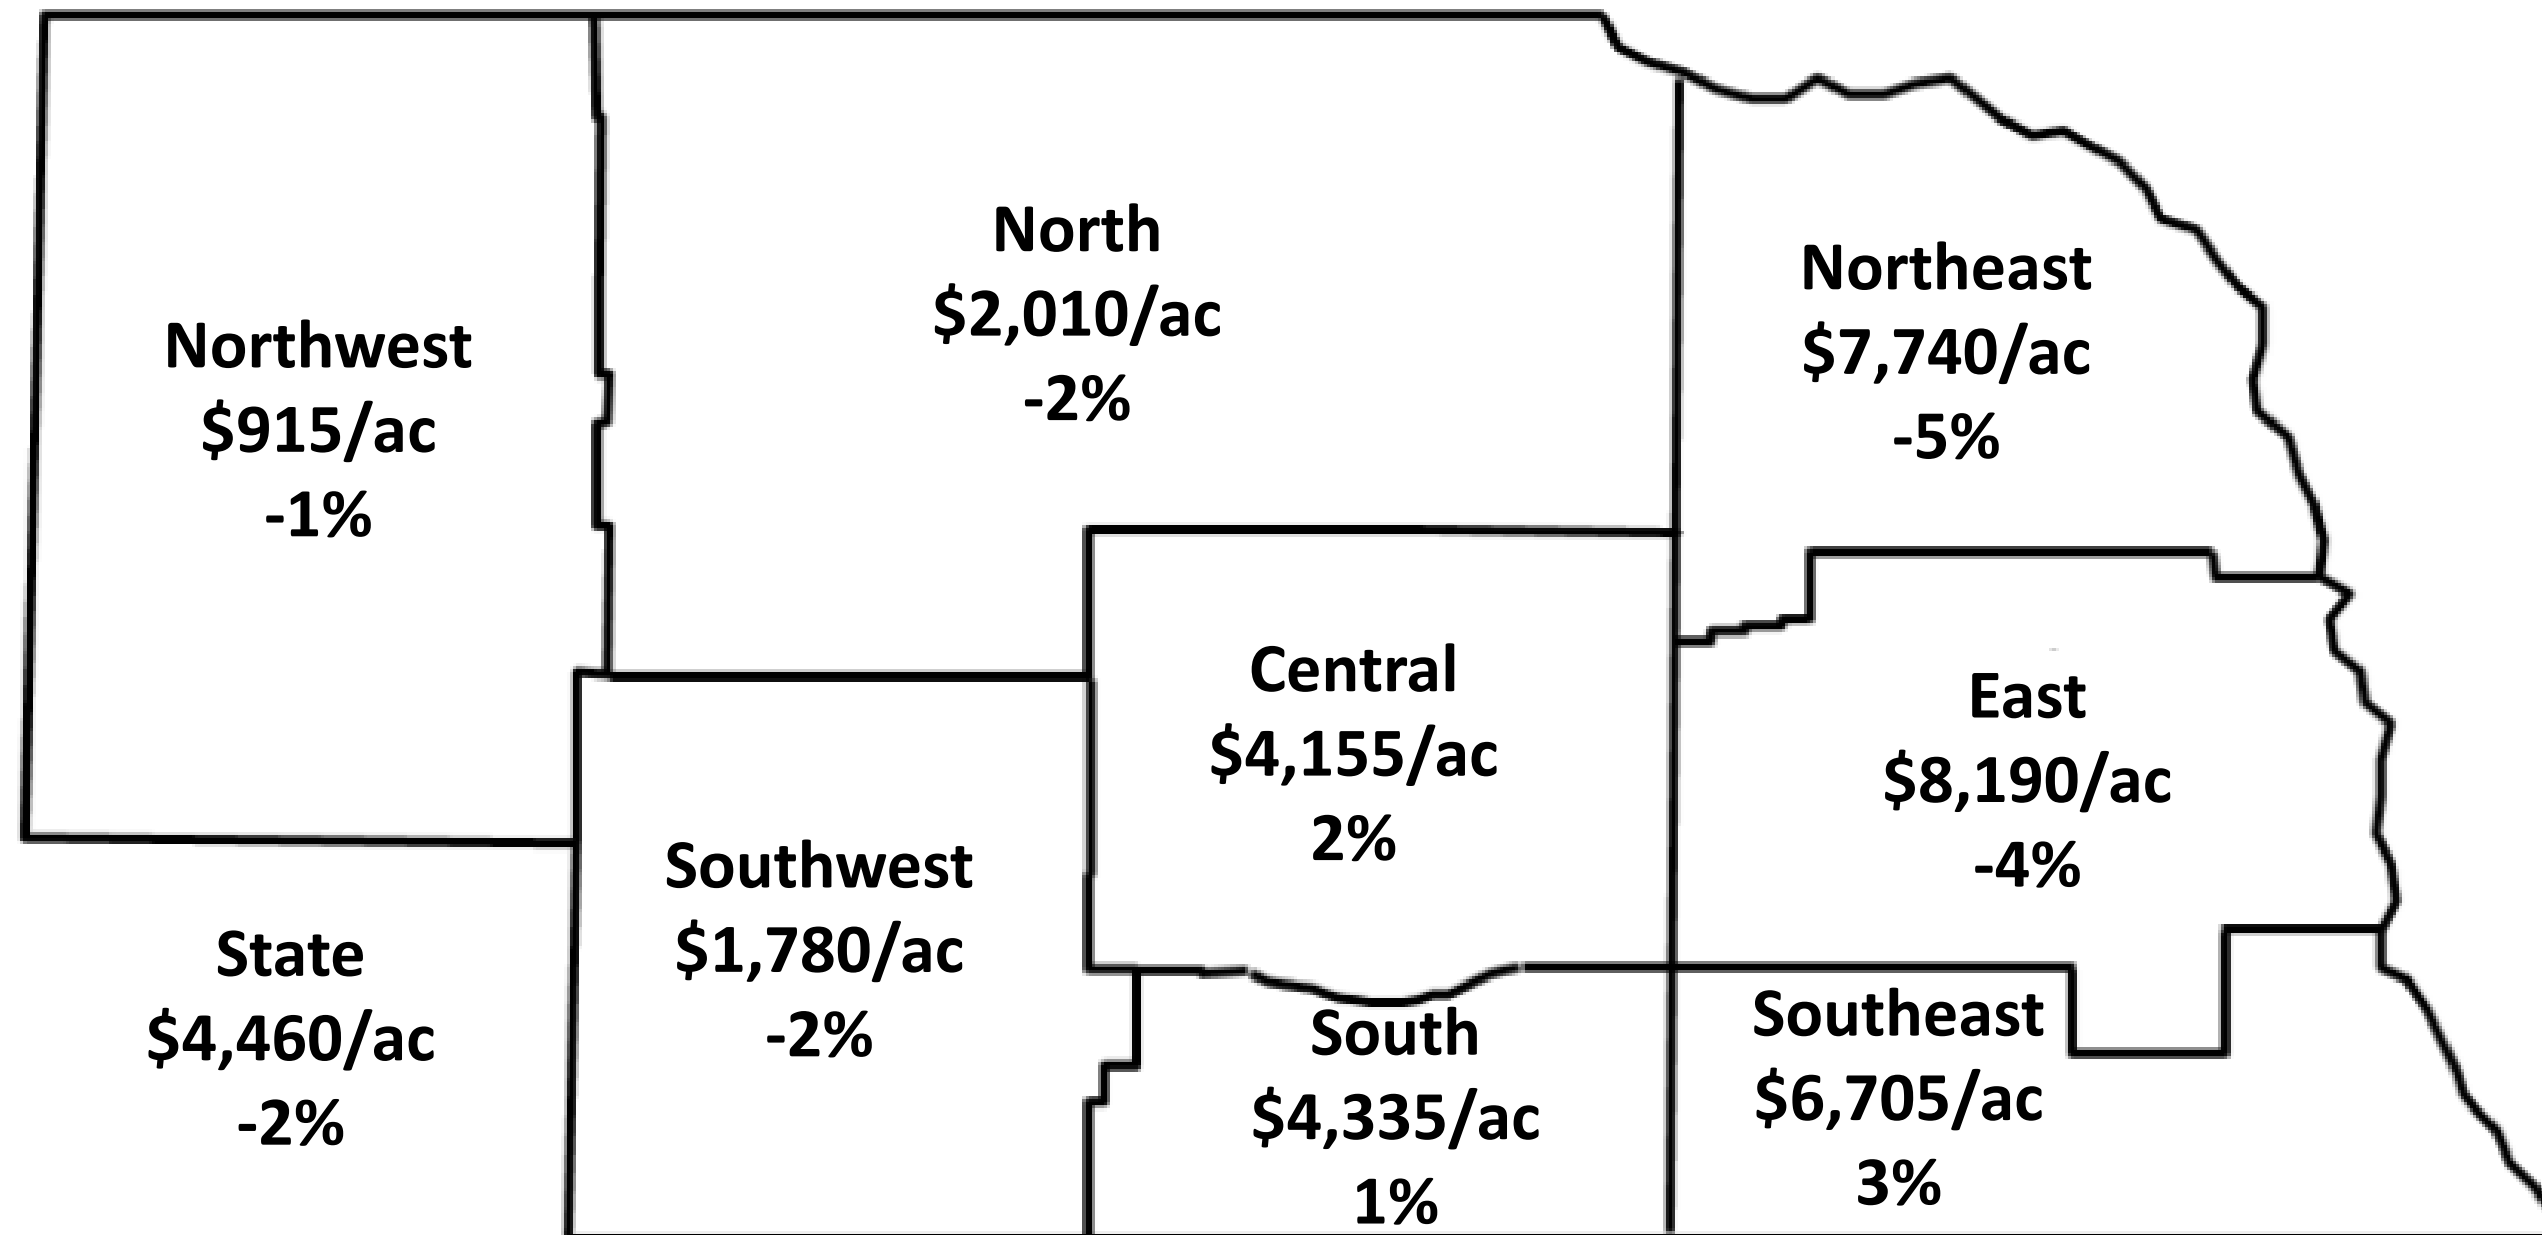 North
$2,010/ac
-2%
Northeast
$7,740/ac
-5%
Northwest
$915/ac
-1%
Central
$4,155/ac
2%
East
$8,190/ac
-4%
Southwest
$1,780/ac
-2%
State
$4,460/ac
-2%
South
$4,335/ac
1%
Southeast
$6,705/ac
3%